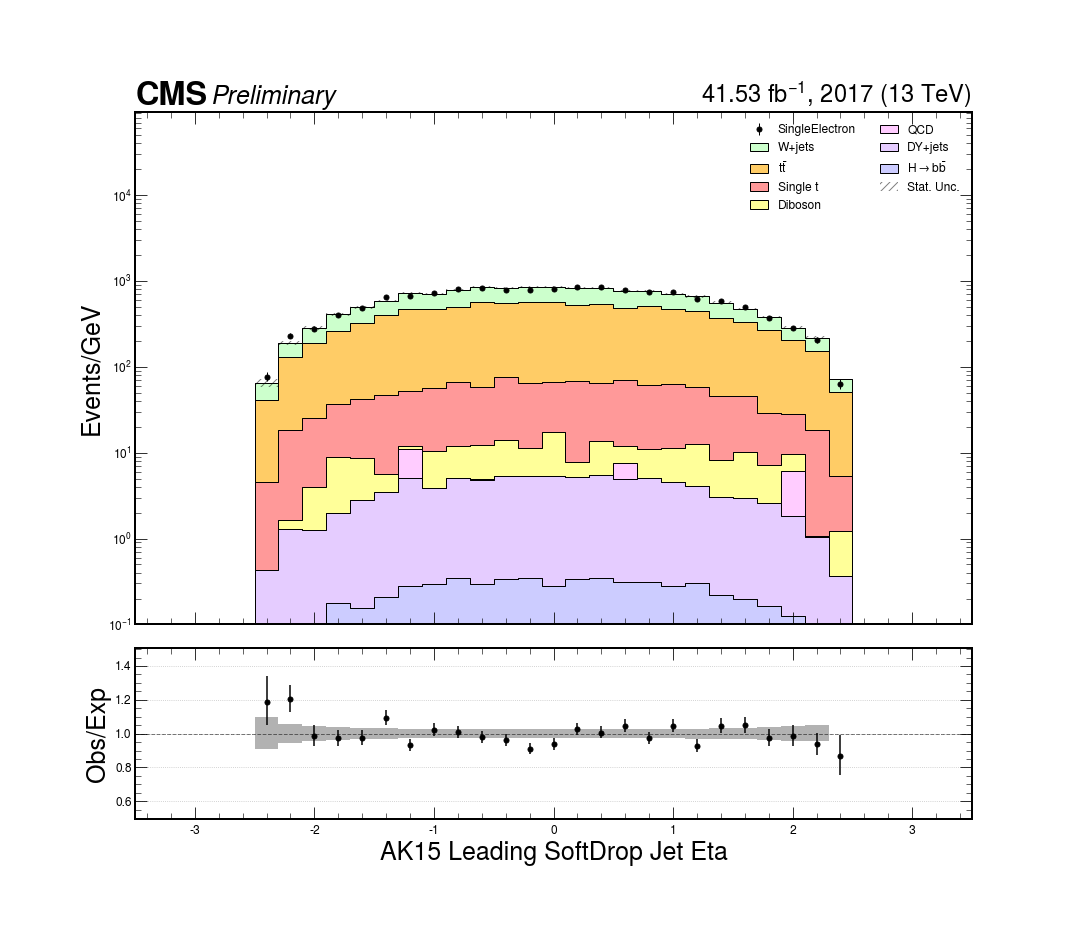 CMS Preliminary 41.53 fb⁻¹, 2017 (13 TeV)
SingleElectron
W+jets
tt̄
Single t
Diboson
QCD
DY+jets
H→bb̄
Stat. Unc.
Events/GeV
10⁴
10³
10²
10¹
10⁰
10⁻¹
Obs/Exp
1.4
1.2
1.0
0.8
0.6
-3 -2 -1 0 1 2 3
AK15 Leading SoftDrop Jet Eta